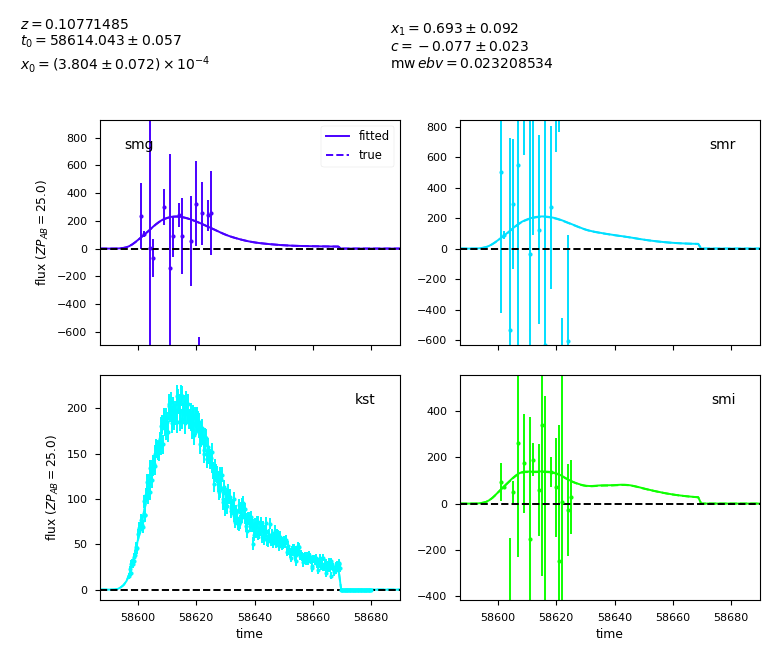 z = 0.10771485
t0 = 58614.043 ± 0.057
x0 = (3.804 ± 0.072) × 10^−4
x1 = 0.693 ± 0.092
c = −0.077 ± 0.023
mw ebv = 0.023208534
smg
fitted
true
flux (ZP_AB = 25.0)
800
600
400
200
0
−200
−400
−600
smr
800
600
400
200
0
−200
−400
−600
kst
flux (ZP_AB = 25.0)
200
150
100
50
0
58600 58620 58640 58660 58680
time
smi
400
200
0
−200
−400
58600 58620 58640 58660 58680
time